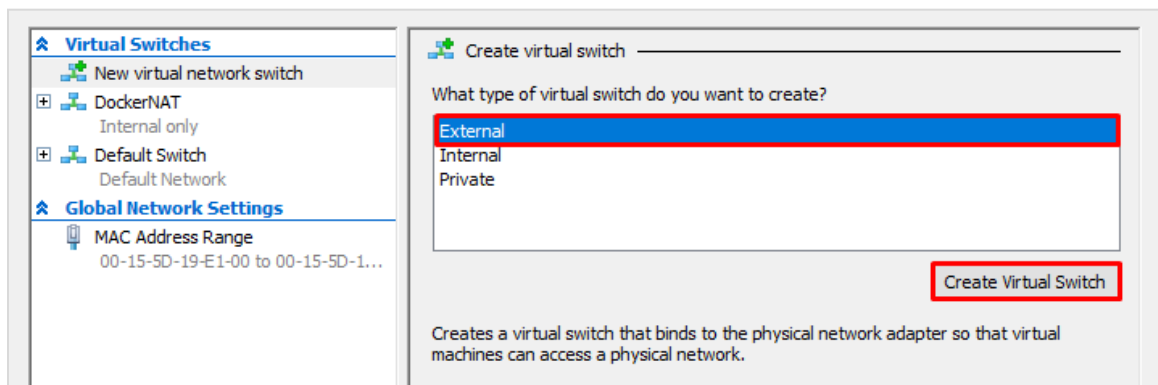 Virtual Switches
New virtual network switch
DockerNAT
Internal only
Default Switch
Default Network
Global Network Settings
MAC Address Range
00-15-5D-19-E1-00 to 00-15-5D-1...
Create virtual switch
What type of virtual switch do you want to create?
External
Internal
Private
Create Virtual Switch
Creates a virtual switch that binds to the physical network adapter so that virtual
machines can access a physical network.